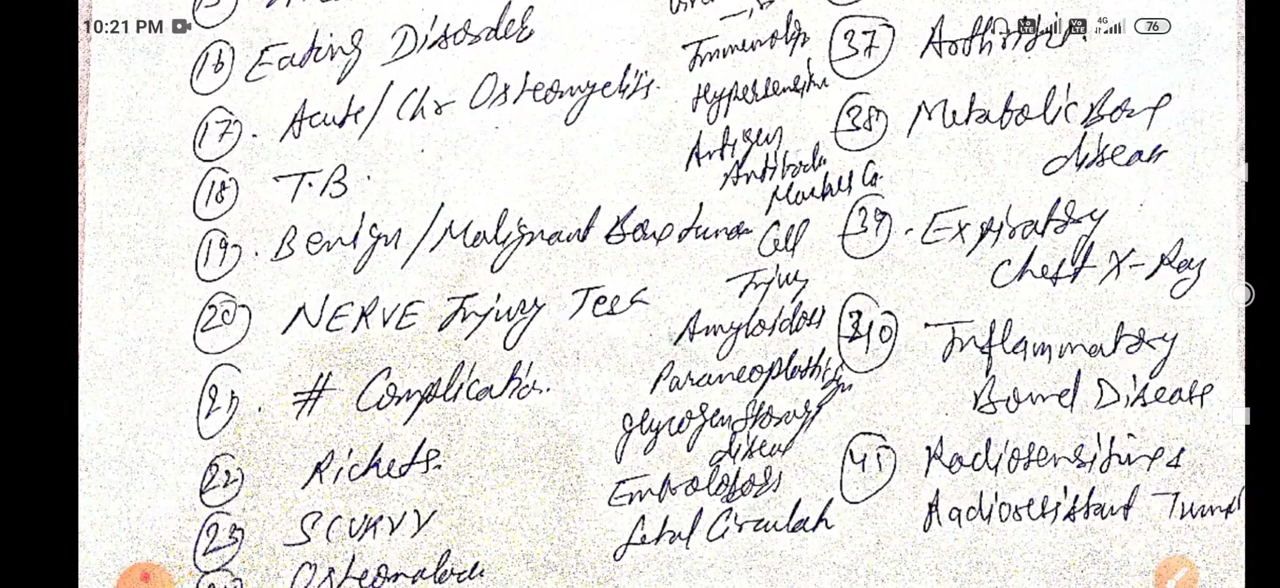 10:21 PM
4G
76
16 Eating Disorder
17. Acute/Chr Osteomyelitis.
18 T.B.
19. Benign/Malignant Bone tumor
20 NERVE Injury Test
21. # Complication.
22 Rickets.
23 SCURVY
Osteomalacia
Immunology
Hypersensitivity
Antigen
Antibody
Cell
Injury
Amyloidosis
Paraneoplastic
Glycogen Storage
disease
Fetal Circulation
37 Arthritis.
38 Metabolic Bone
disease
39. Expiratory
Chest X-Ray
40 Inflammatory
Bowel Disease
41 Radiosensitive &
Radioresistant Tumor